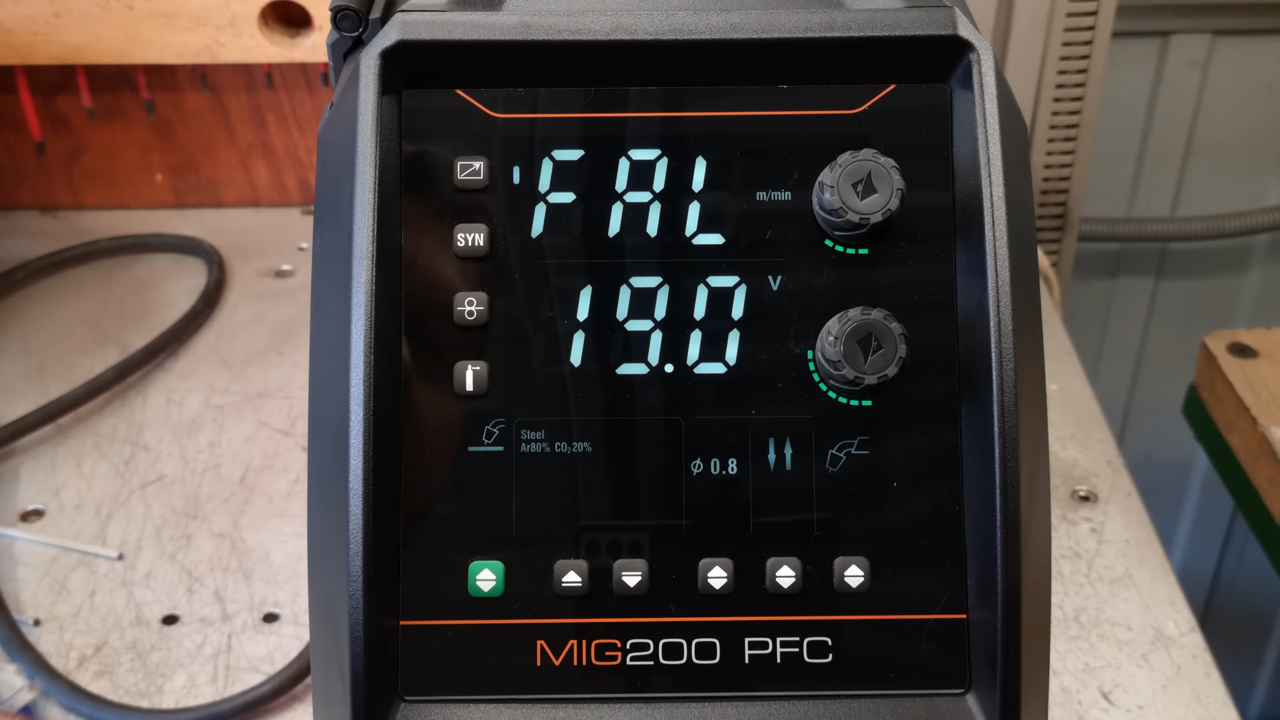 FAL
m/min
SYN
19.0
V
Steel
Ar80% CO₂20%
φ 0.8
MIG200 PFC